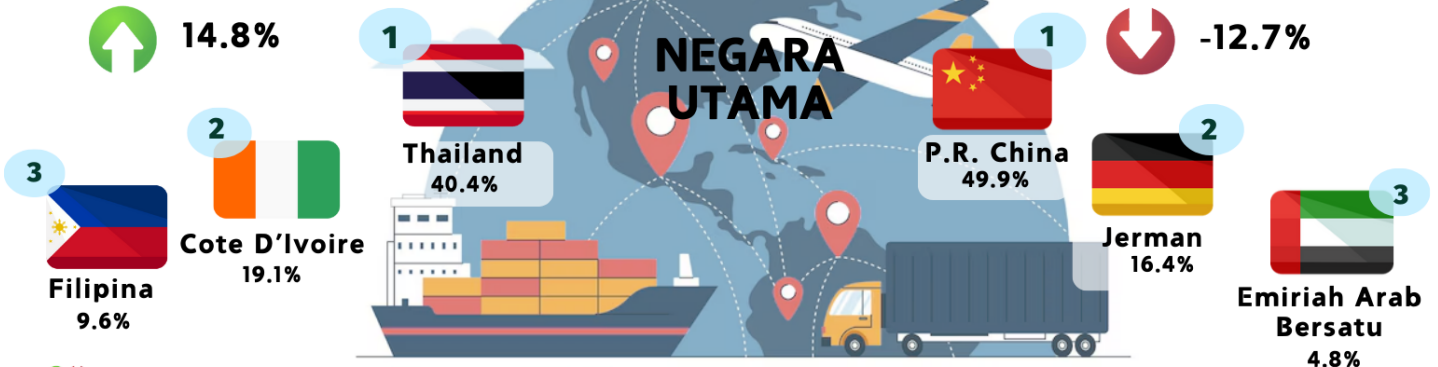 14.8%
1
NEGARA
UTAMA
1
-12.7%
2
Thailand
40.4%
P.R. China
49.9%
2
3
Cote D'Ivoire
19.1%
Jerman
16.4%
3
Filipina
9.6%
Emiriah Arab
Bersatu
4.8%